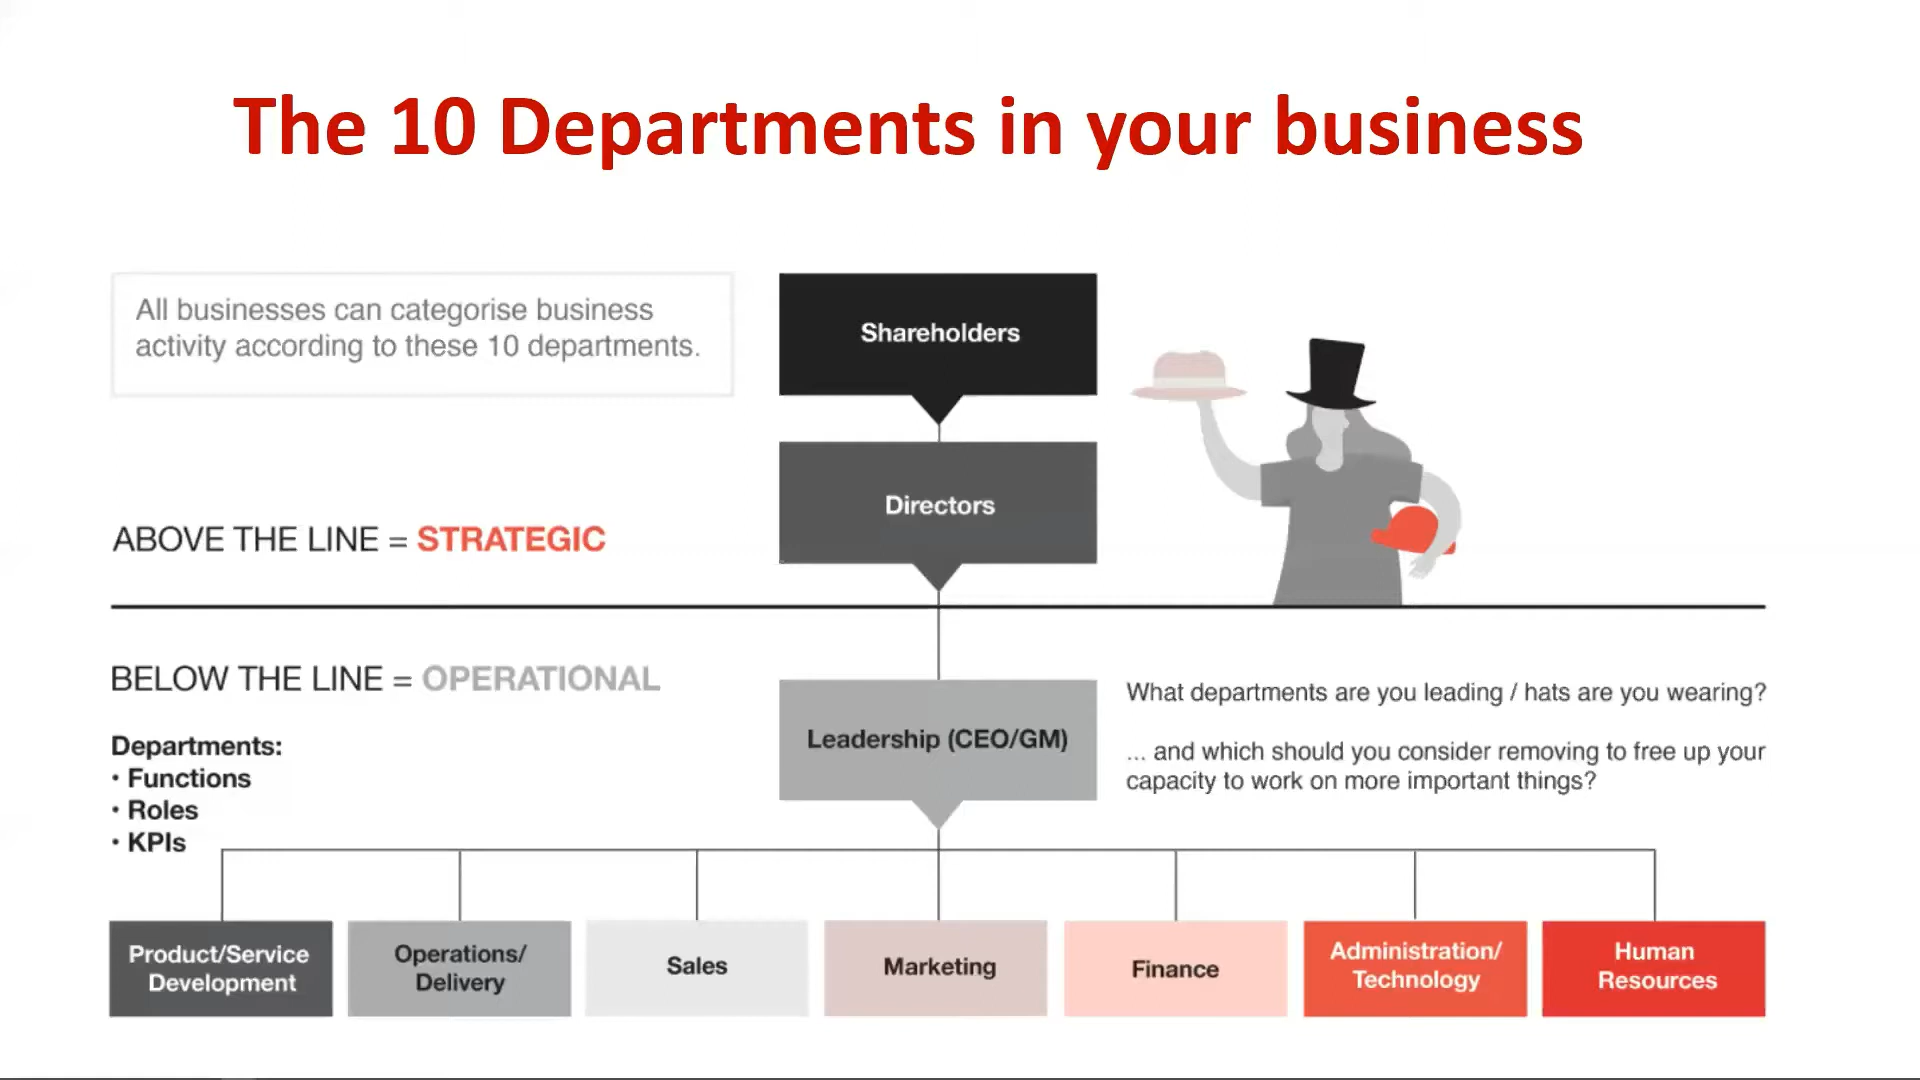 The 10 Departments in your business
All businesses can categorise business
activity according to these 10 departments.
Shareholders
Directors
ABOVE THE LINE = STRATEGIC
BELOW THE LINE = OPERATIONAL
Departments:
• Functions
• Roles
• KPIs
Leadership (CEO/GM)
What departments are you leading / hats are you wearing?
... and which should you consider removing to free up your
capacity to work on more important things?
Product/Service
Development
Operations/
Delivery
Sales
Marketing
Finance
Administration/
Technology
Human
Resources